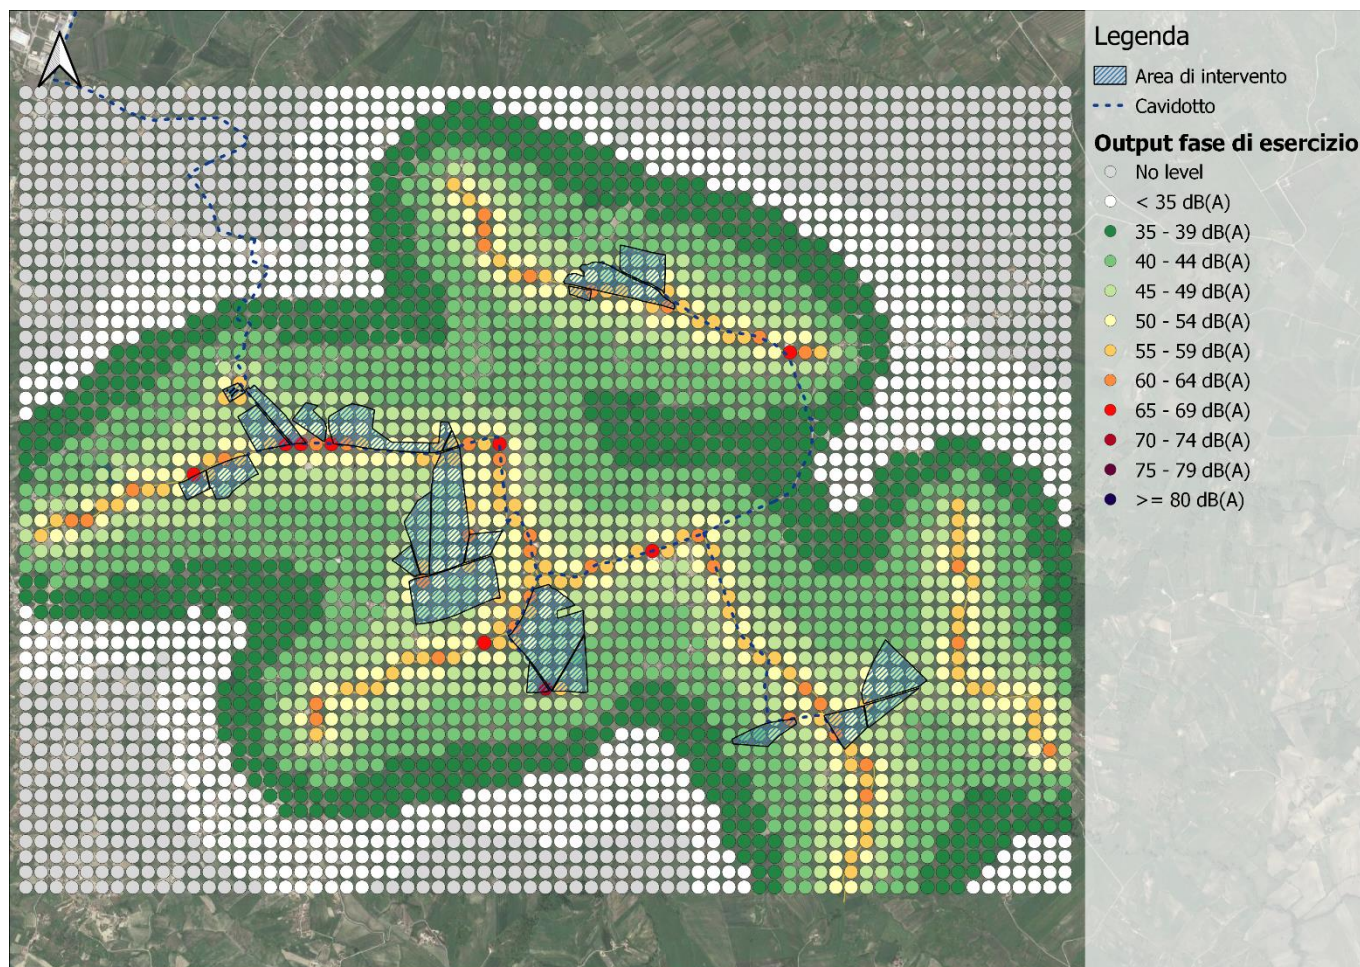 Legenda
Area di intervento
Cavidotto
Output fase di esercizio
No level
< 35 dB(A)
35 - 39 dB(A)
40 - 44 dB(A)
45 - 49 dB(A)
50 - 54 dB(A)
55 - 59 dB(A)
60 - 64 dB(A)
65 - 69 dB(A)
70 - 74 dB(A)
75 - 79 dB(A)
>= 80 dB(A)